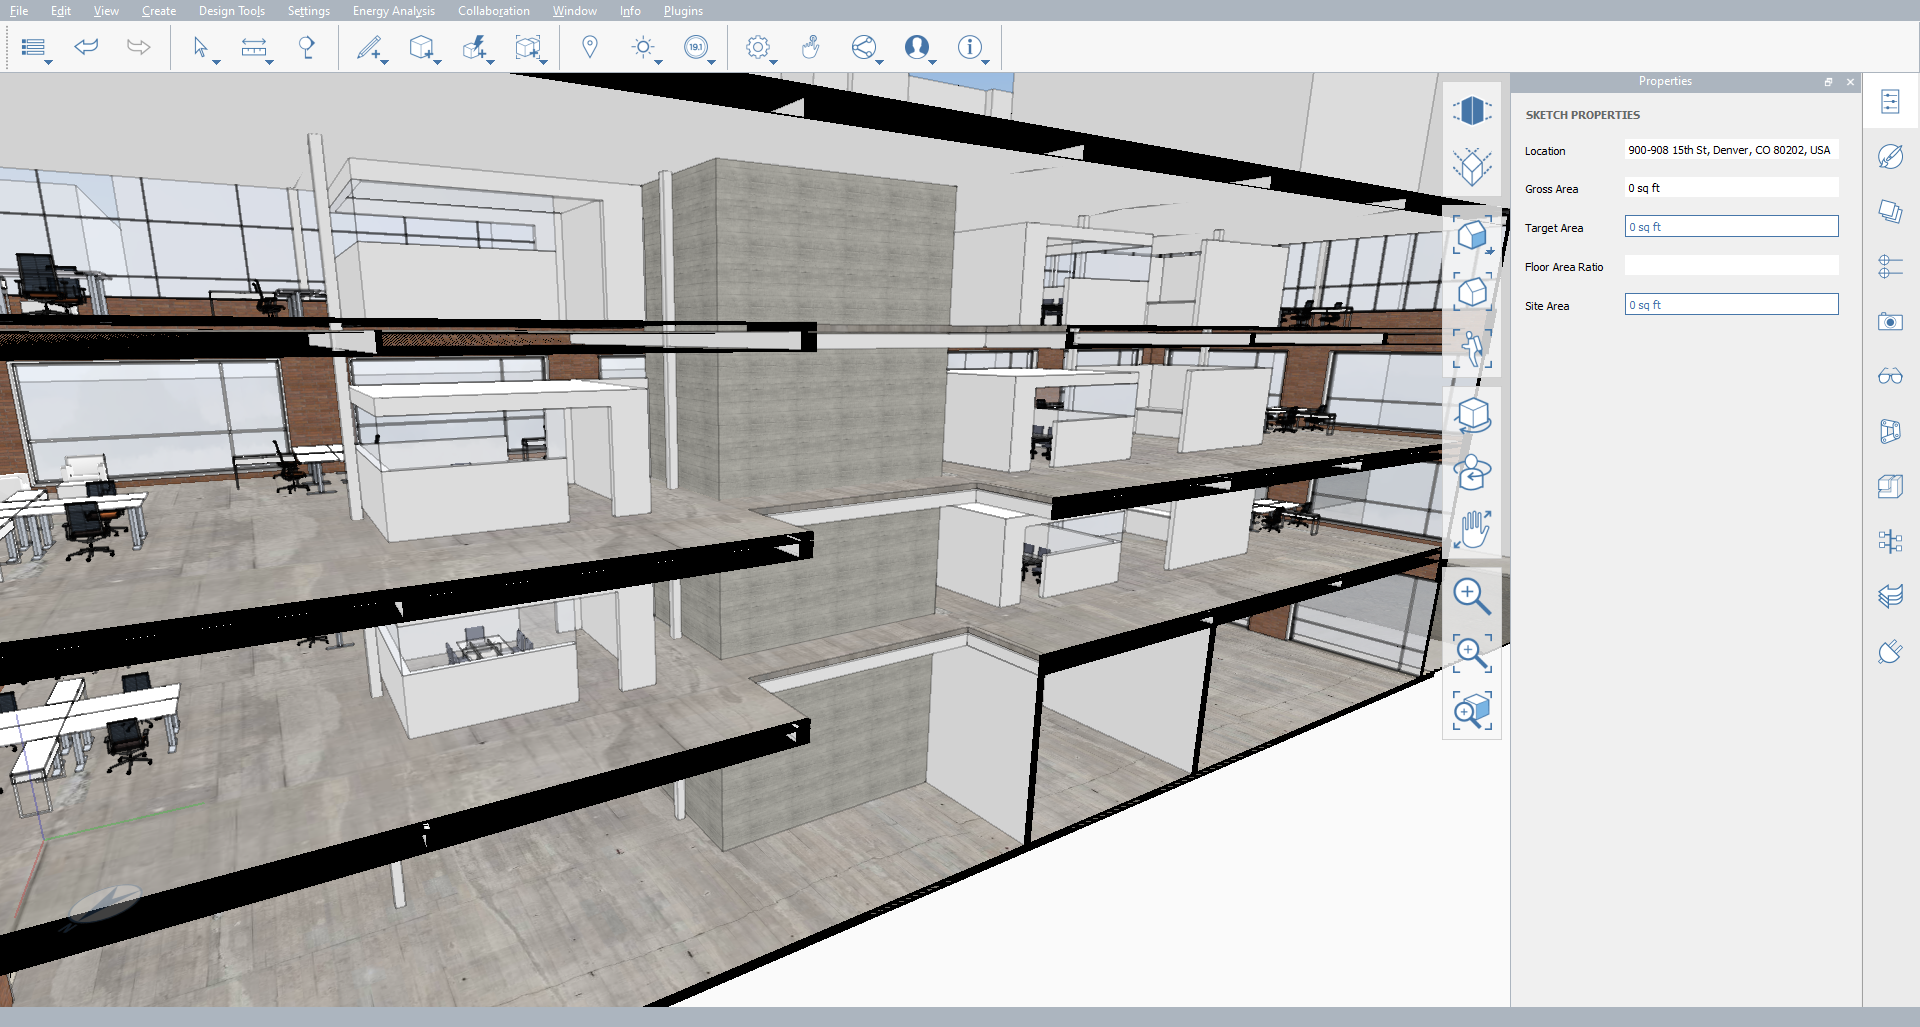 File Edit View Create Design Tools Settings Energy Analysis Collaboration Window Info Plugins
19.1
Properties
SKETCH PROPERTIES
Location 900-908 15th St, Denver, CO 80202, USA
Gross Area 0 sq ft
Target Area 0 sq ft
Floor Area Ratio
Site Area 0 sq ft